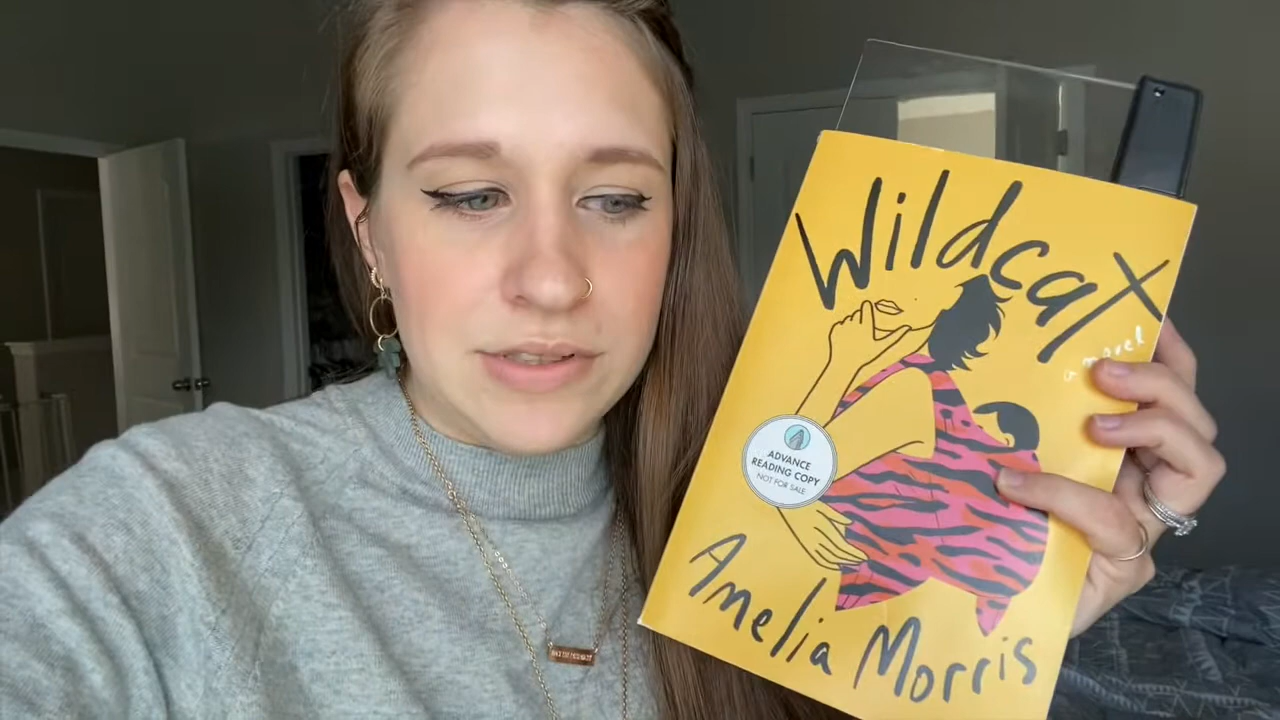 Wildcat
a novel
ADVANCE
READING COPY
NOT FOR SALE
Amelia Morris